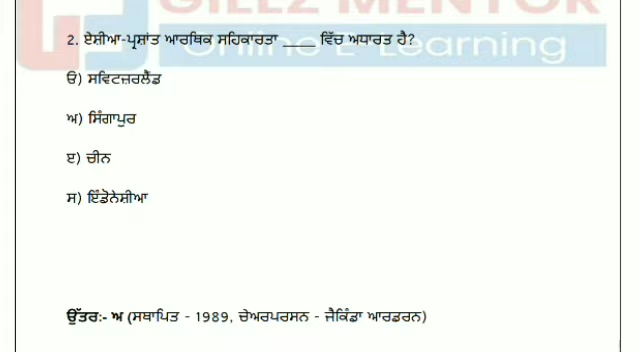 GILLZ MENTOR
Online E-Learning
2. ਏਸ਼ੀਆ-ਪ੍ਰਸ਼ਾਂਤ ਆਰਥਿਕ ਸਹਿਕਾਰਤਾ ____ ਵਿੱਚ ਅਧਾਰਤ ਹੈ?
ੳ) ਸਵਿਟਜ਼ਰਲੈਂਡ
ਅ) ਸਿੰਗਾਪੁਰ
ੲ) ਚੀਨ
ਸ) ਇੰਡੋਨੇਸ਼ੀਆ
ਉੱਤਰ:- ਅ (ਸਥਾਪਿਤ - 1989, ਚੇਅਰਪਰਸਨ - ਜੈਕਿੰਡਾ ਆਰਡਰਨ)